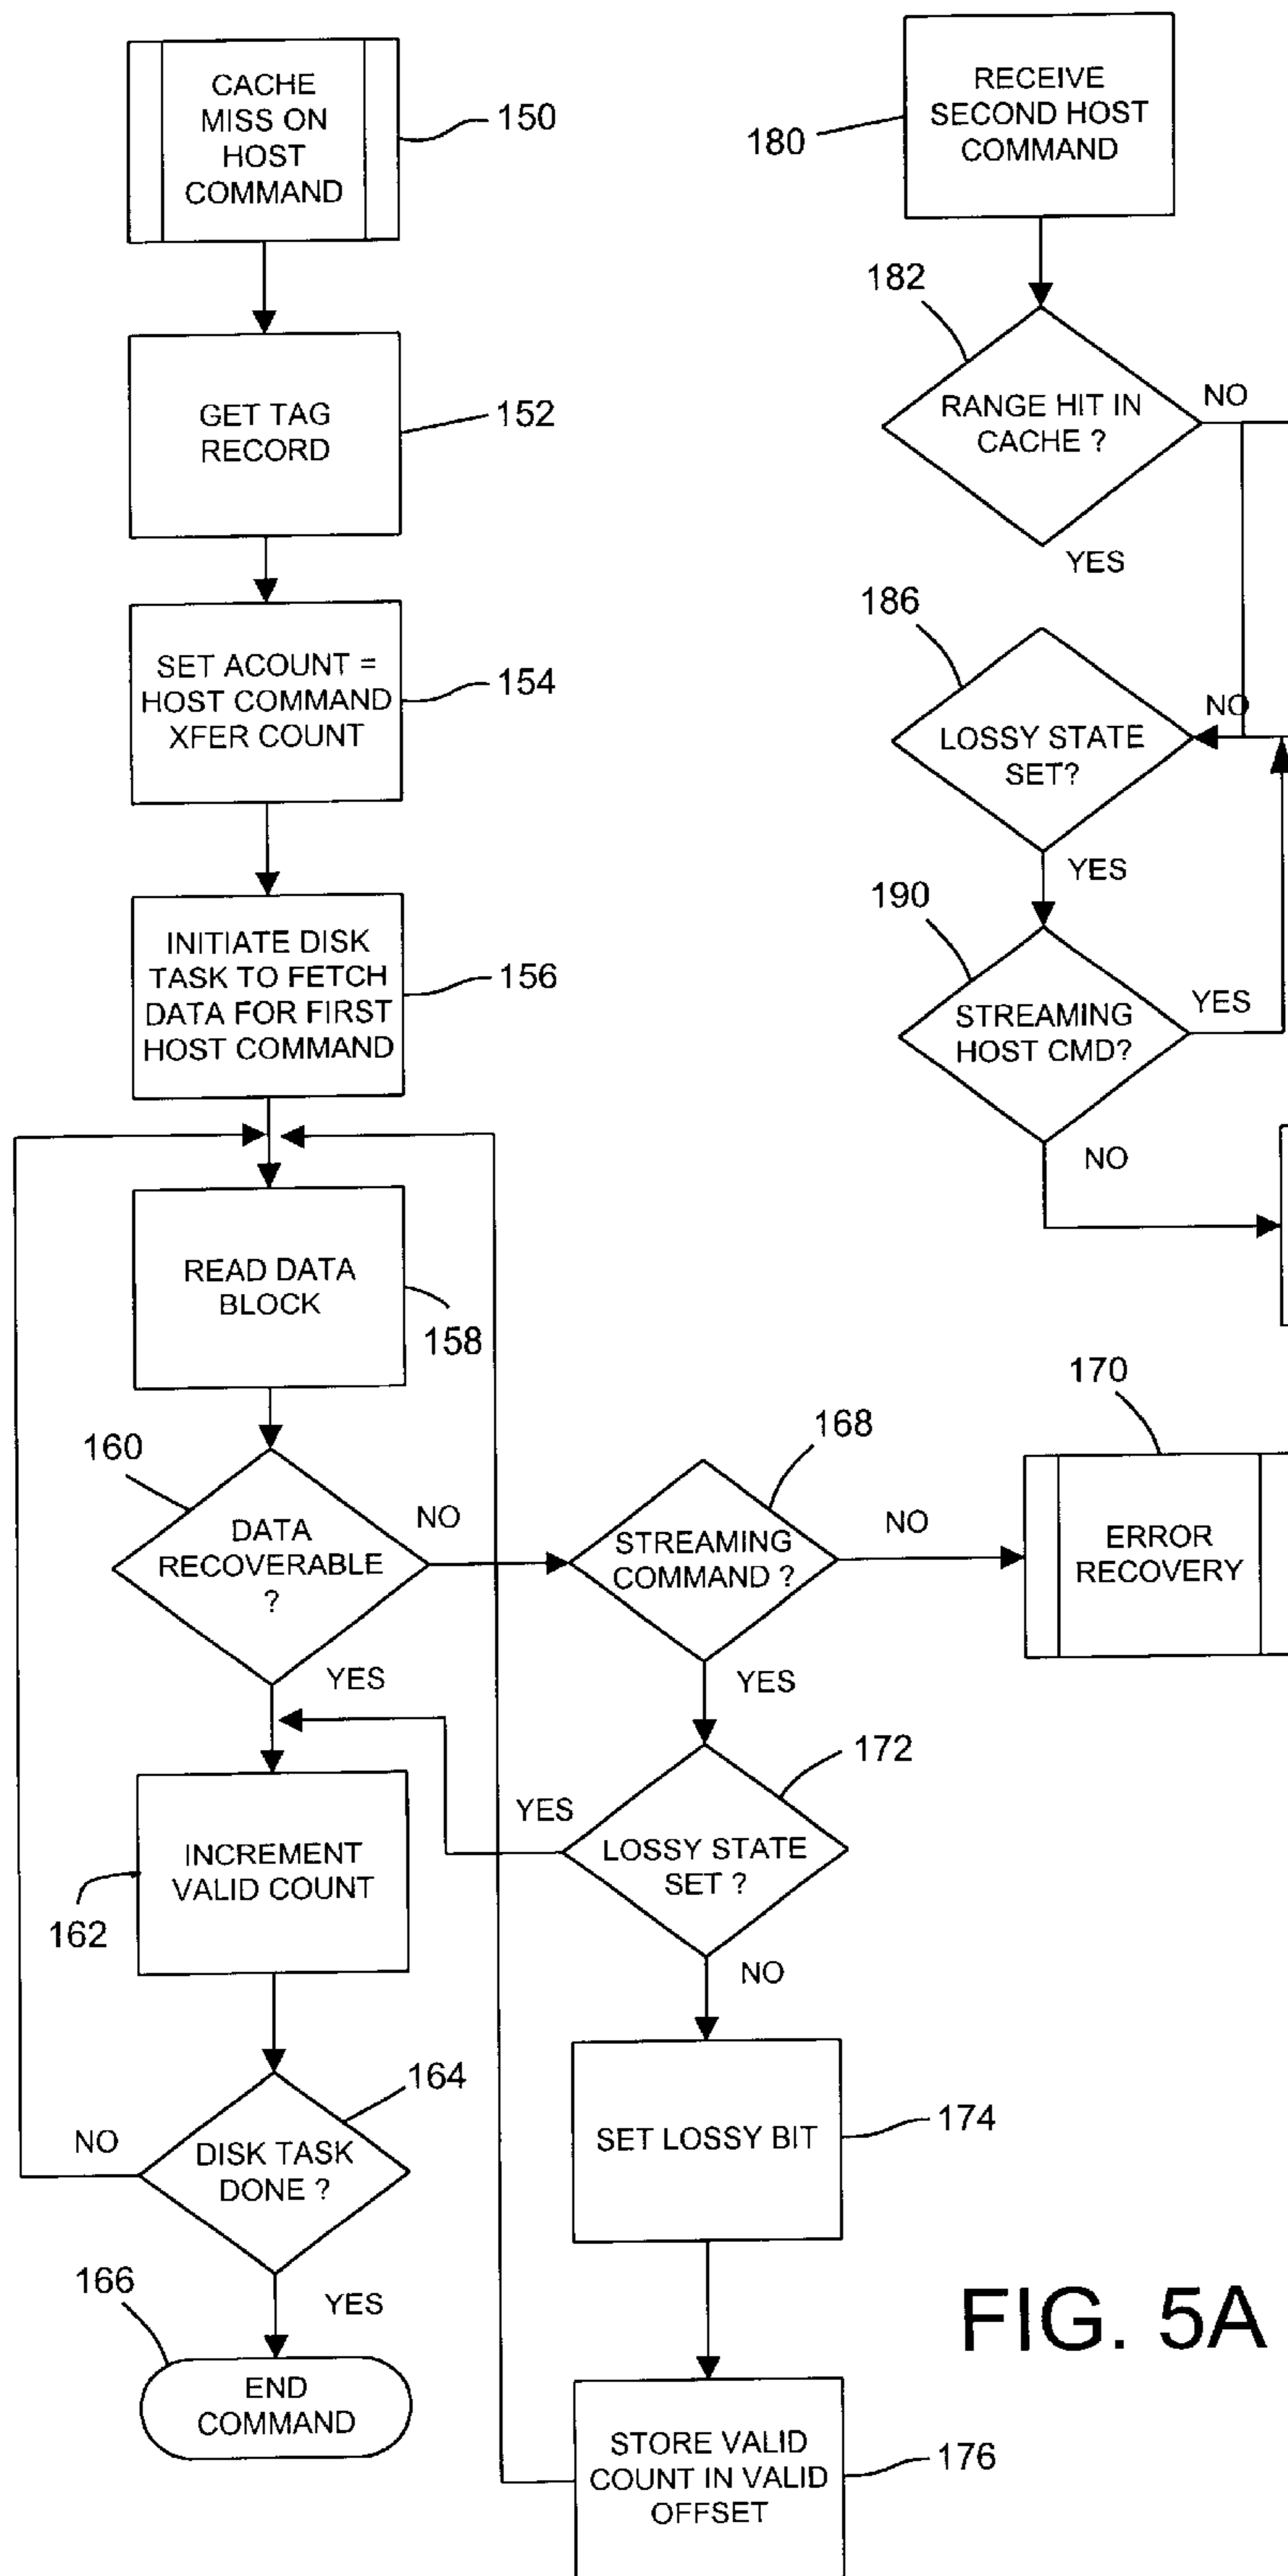 CACHE
MISS ON
HOST
COMMAND
150
GET TAG
RECORD
152
SET ACOUNT =
HOST COMMAND
XFER COUNT
154
INITIATE DISK
TASK TO FETCH
DATA FOR FIRST
HOST COMMAND
156
READ DATA
BLOCK
158
160
DATA
RECOVERABLE
?
NO
YES
INCREMENT
VALID COUNT
162
164
DISK TASK
DONE ?
NO
YES
166
END
COMMAND
168
STREAMING
COMMAND ?
NO
YES
170
ERROR
RECOVERY
172
LOSSY STATE
SET ?
YES
NO
SET LOSSY BIT
174
STORE VALID
COUNT IN VALID
OFFSET
176
RECEIVE
SECOND HOST
COMMAND
180
182
RANGE HIT IN
CACHE ?
NO
YES
186
LOSSY STATE
SET?
NO
YES
190
STREAMING
HOST CMD?
YES
NO
FIG. 5A